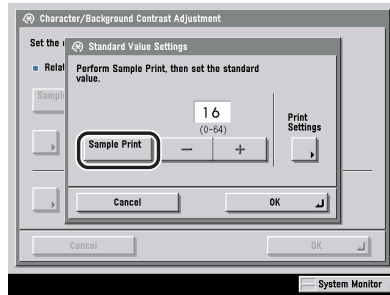 Character/Background Contrast Adjustment
Set the
Standard Value Settings
Relat
Perform Sample Print, then set the standard
value.
Sample
16
(0-64)
Print
Settings
Sample Print
-
+
Cancel
OK
Cancel
OK
System Monitor